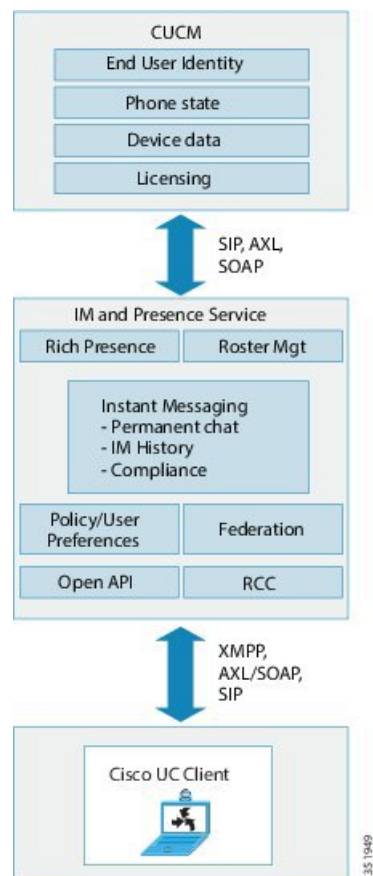 CUCM
End User Identity
Phone state
Device data
Licensing
SIP, AXL,
SOAP
IM and Presence Service
Rich Presence
Roster Mgt
Instant Messaging
- Permanent chat
- IM History
- Compliance
Policy/User
Preferences
Federation
Open API
RCC
XMPP,
AXL/SOAP,
SIP
Cisco UC Client
351949